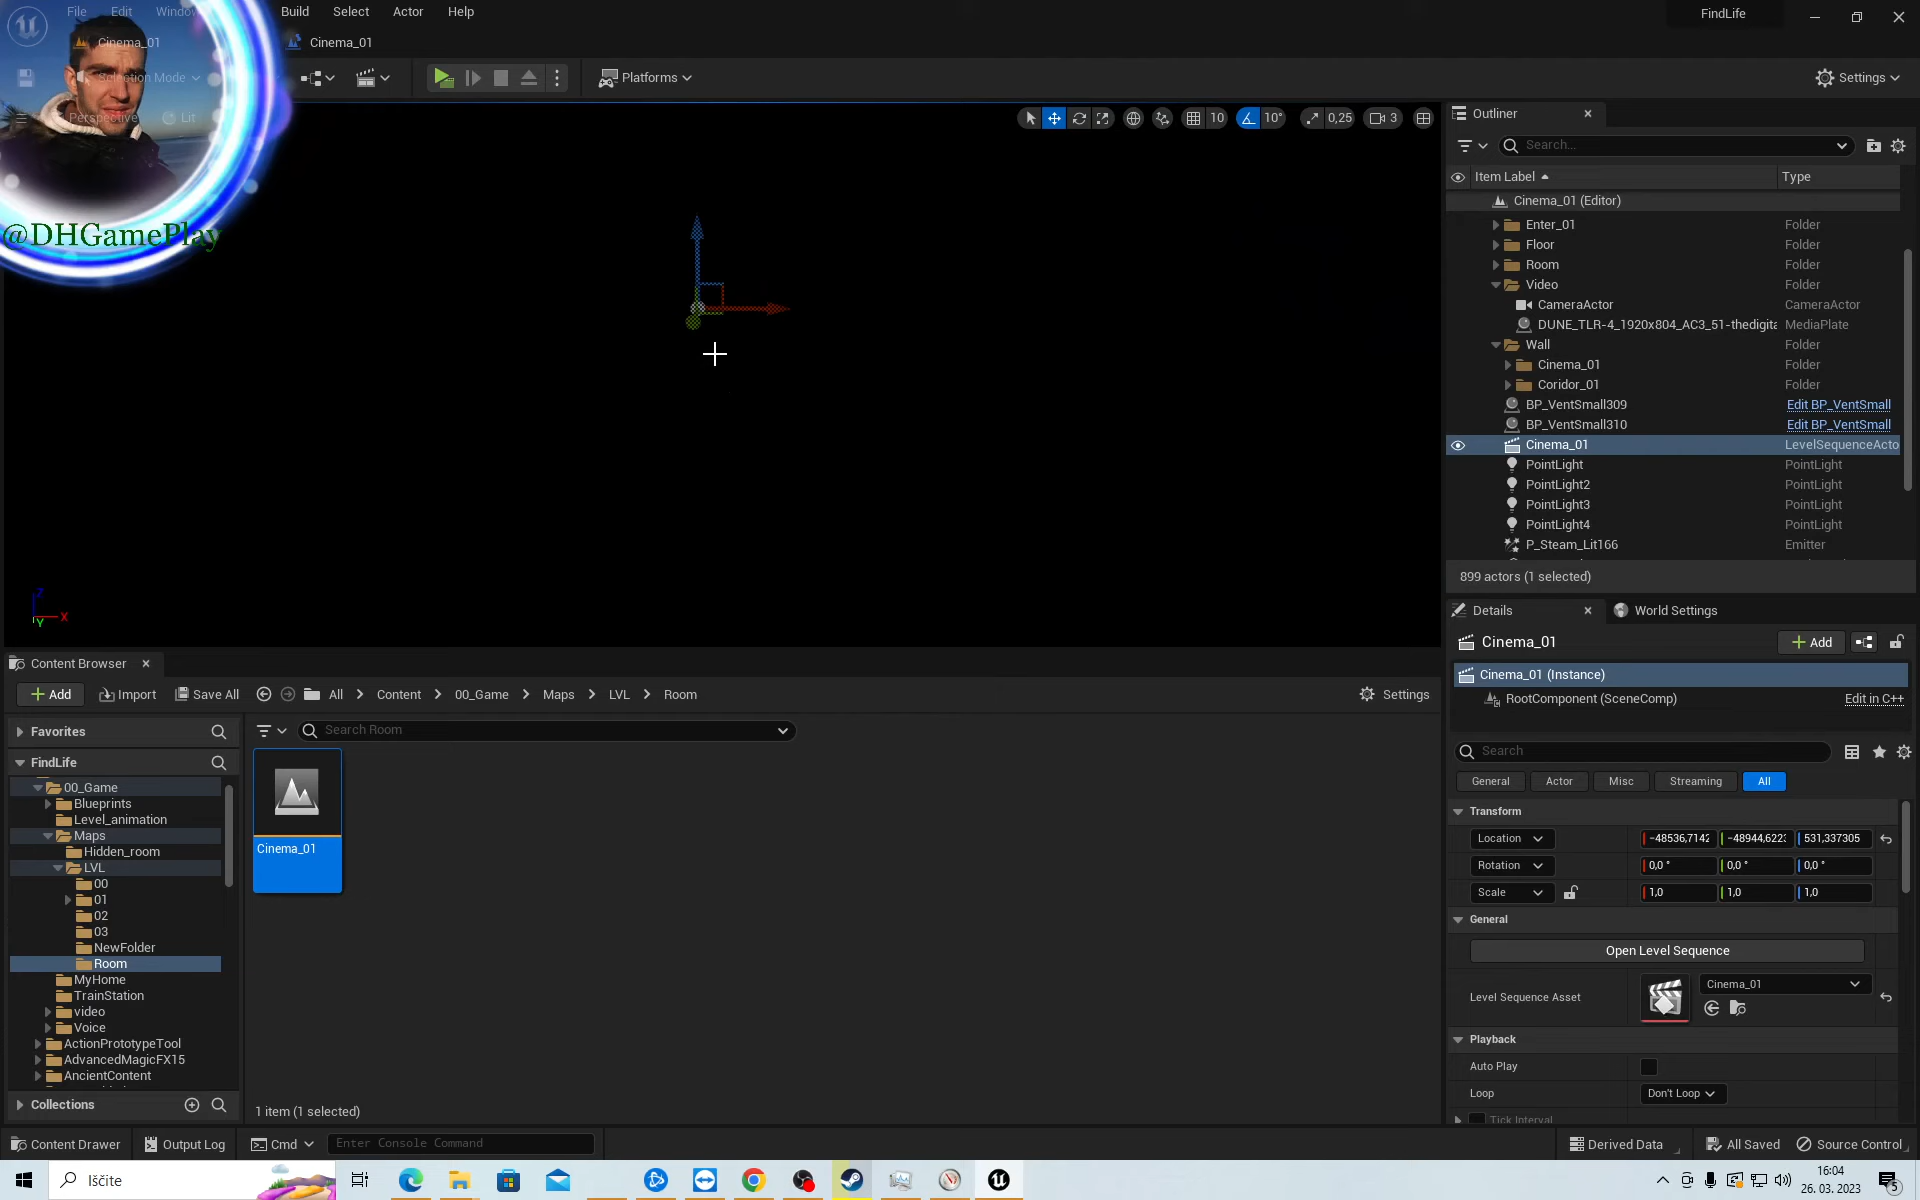 File Edit Window Build Select Actor Help
FindLife
Cinema_01
Cinema_01
Selection Mode
Platforms
Settings
Perspective Lit
10 10° 0,25 3
@DHGamePlay
Z
X
Y
Outliner
Search...
Item Label Type
Cinema_01 (Editor)
Enter_01 Folder
Floor Folder
Room Folder
Video Folder
CameraActor CameraActor
DUNE_TLR-4_1920x804_AC3_51-thedigita MediaPlate
Wall Folder
Cinema_01 Folder
Coridor_01 Folder
BP_VentSmall309 Edit BP_VentSmall
BP_VentSmall310 Edit BP_VentSmall
Cinema_01 LevelSequenceActo
PointLight PointLight
PointLight2 PointLight
PointLight3 PointLight
PointLight4 PointLight
P_Steam_Lit166 Emitter
899 actors (1 selected)
Details World Settings
Cinema_01 Add
Cinema_01 (Instance)
RootComponent (SceneComp) Edit in C++
Search
General Actor Misc Streaming All
Transform
Location -48536,7142 -48944,6223 531,337305
Rotation 0,0 ° 0,0 ° 0,0 °
Scale 1,0 1,0 1,0
General
Open Level Sequence
Level Sequence Asset Cinema_01
Playback
Auto Play
Loop Don't Loop
Tick Interval
Content Browser
Add Import Save All All Content 00_Game Maps LVL Room Settings
Favorites
Search Room
FindLife
00_Game
Blueprints
Level_animation
Maps
Hidden_room
LVL
00
01
02
03
NewFolder
Room
MyHome
TrainStation
video
Voice
ActionPrototypeTool
AdvancedMagicFX15
AncientContent
Collections
Cinema_01
1 item (1 selected)
Content Drawer Output Log Cmd Enter Console Command Derived Data All Saved Source Control
Iščite
16:04
26. 03. 2023
5